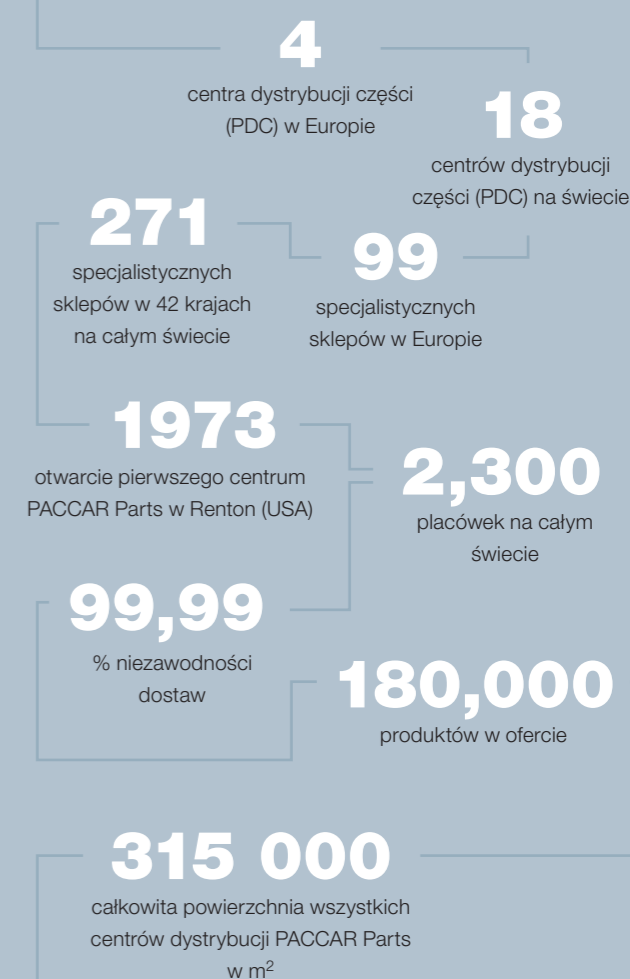 4
centra dystrybucji części
(PDC) w Europie
18
centrów dystrybucji
części (PDC) na świecie
271
specjalistycznych
sklepów w 42 krajach
na całym świecie
99
specjalistycznych
sklepów w Europie
1973
otwarcie pierwszego centrum
PACCAR Parts w Renton (USA)
2,300
placówek na całym
świecie
99,99
% niezawodności
dostaw
180,000
produktów w ofercie
315 000
całkowita powierzchnia wszystkich
centrów dystrybucji PACCAR Parts
w m²